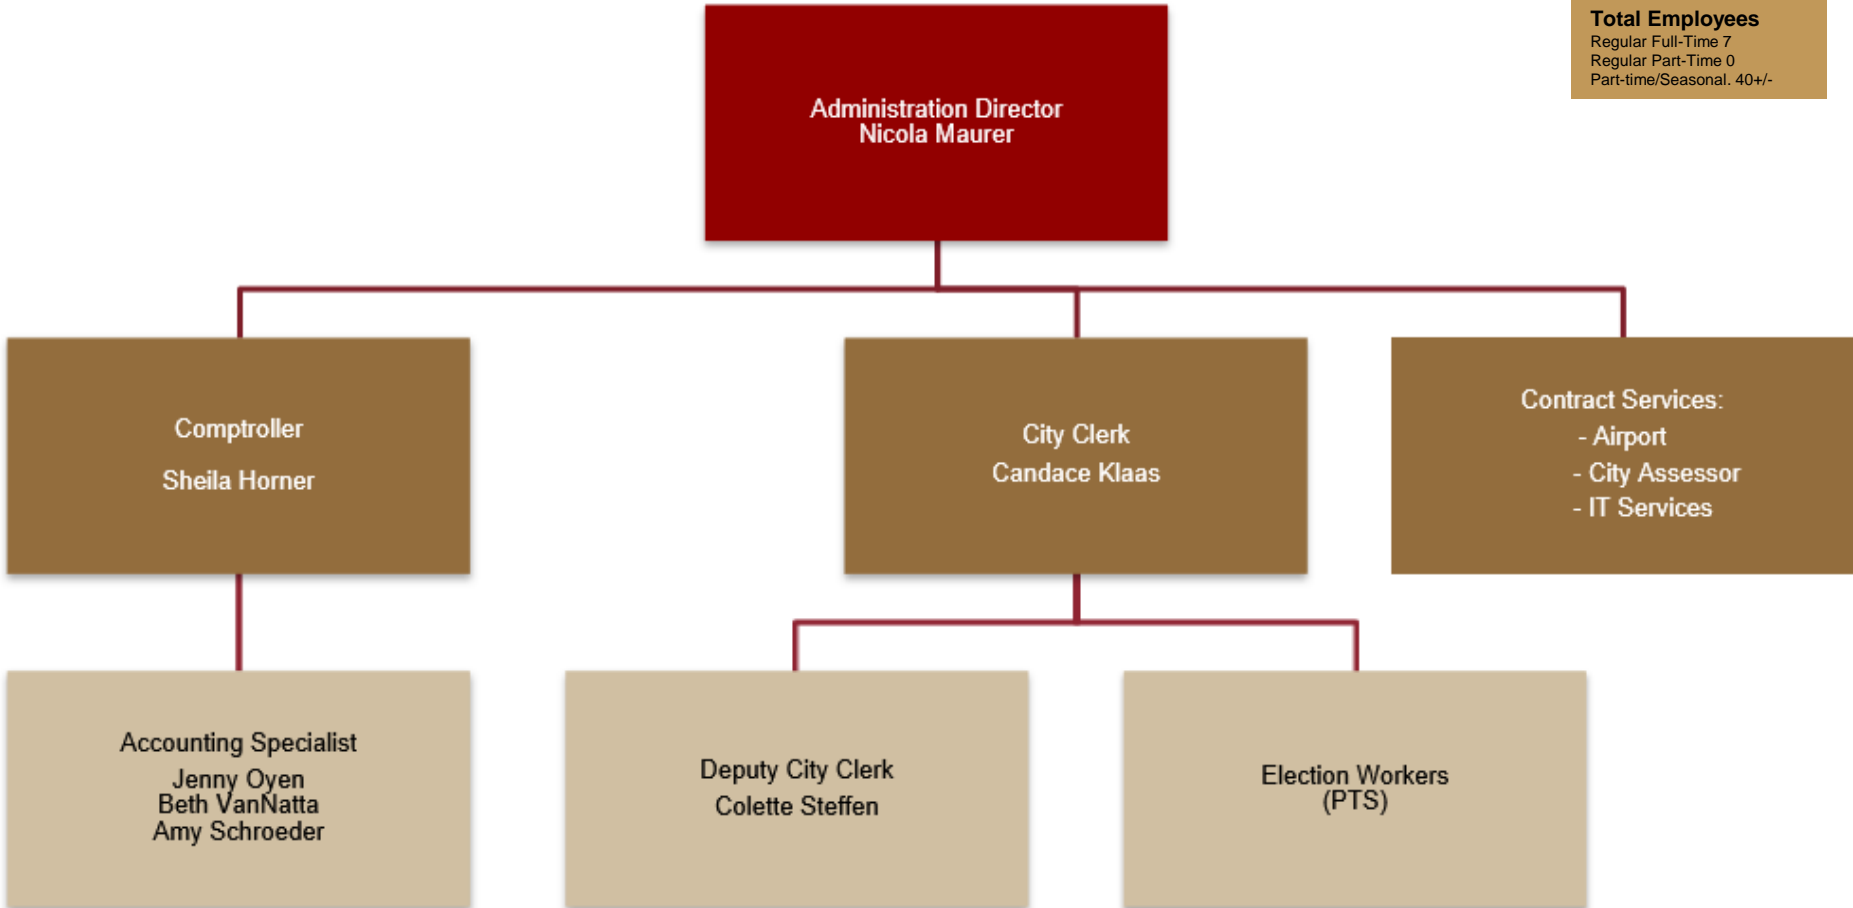 Total Employees
Regular Full-Time 7
Regular Part-Time 0
Part-time/Seasonal. 40+/-
Administration Director
Nicola Maurer
Comptroller
Sheila Horner
City Clerk
Candace Klaas
Contract Services:
- Airport
- City Assessor
- IT Services
Accounting Specialist
Jenny Oyen
Beth VanNatta
Amy Schroeder
Deputy City Clerk
Colette Steffen
Election Workers
(PTS)